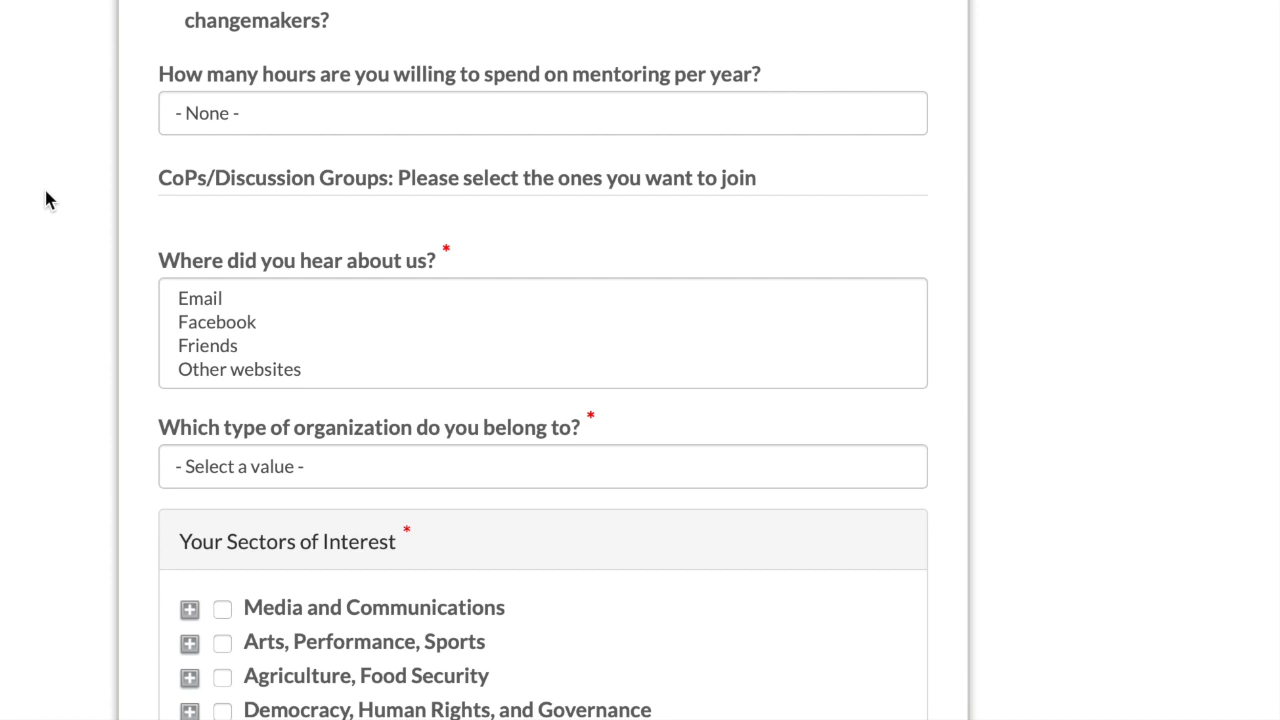 changemakers?
How many hours are you willing to spend on mentoring per year?
- None -
CoPs/Discussion Groups: Please select the ones you want to join
Where did you hear about us? *
Email
Facebook
Friends
Other websites
Which type of organization do you belong to? *
- Select a value -
Your Sectors of Interest *
Media and Communications
Arts, Performance, Sports
Agriculture, Food Security
Democracy, Human Rights, and Governance